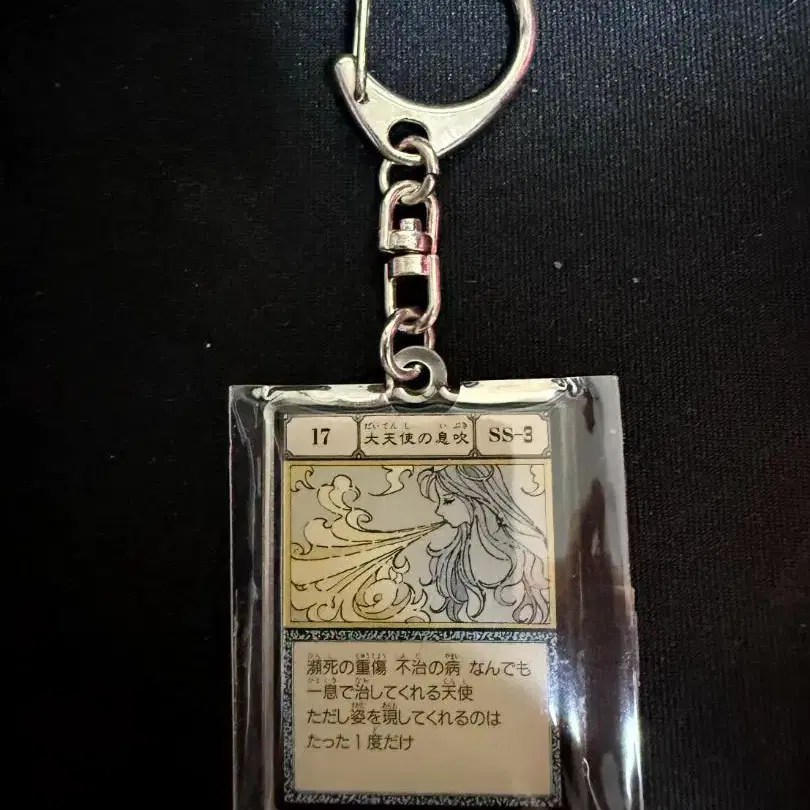 17 大天使の息吹 SS-3
瀕死の重傷 不治の病 なんでも
一息で治してくれる天使
ただし姿を現してくれるのは
たった1度だけ